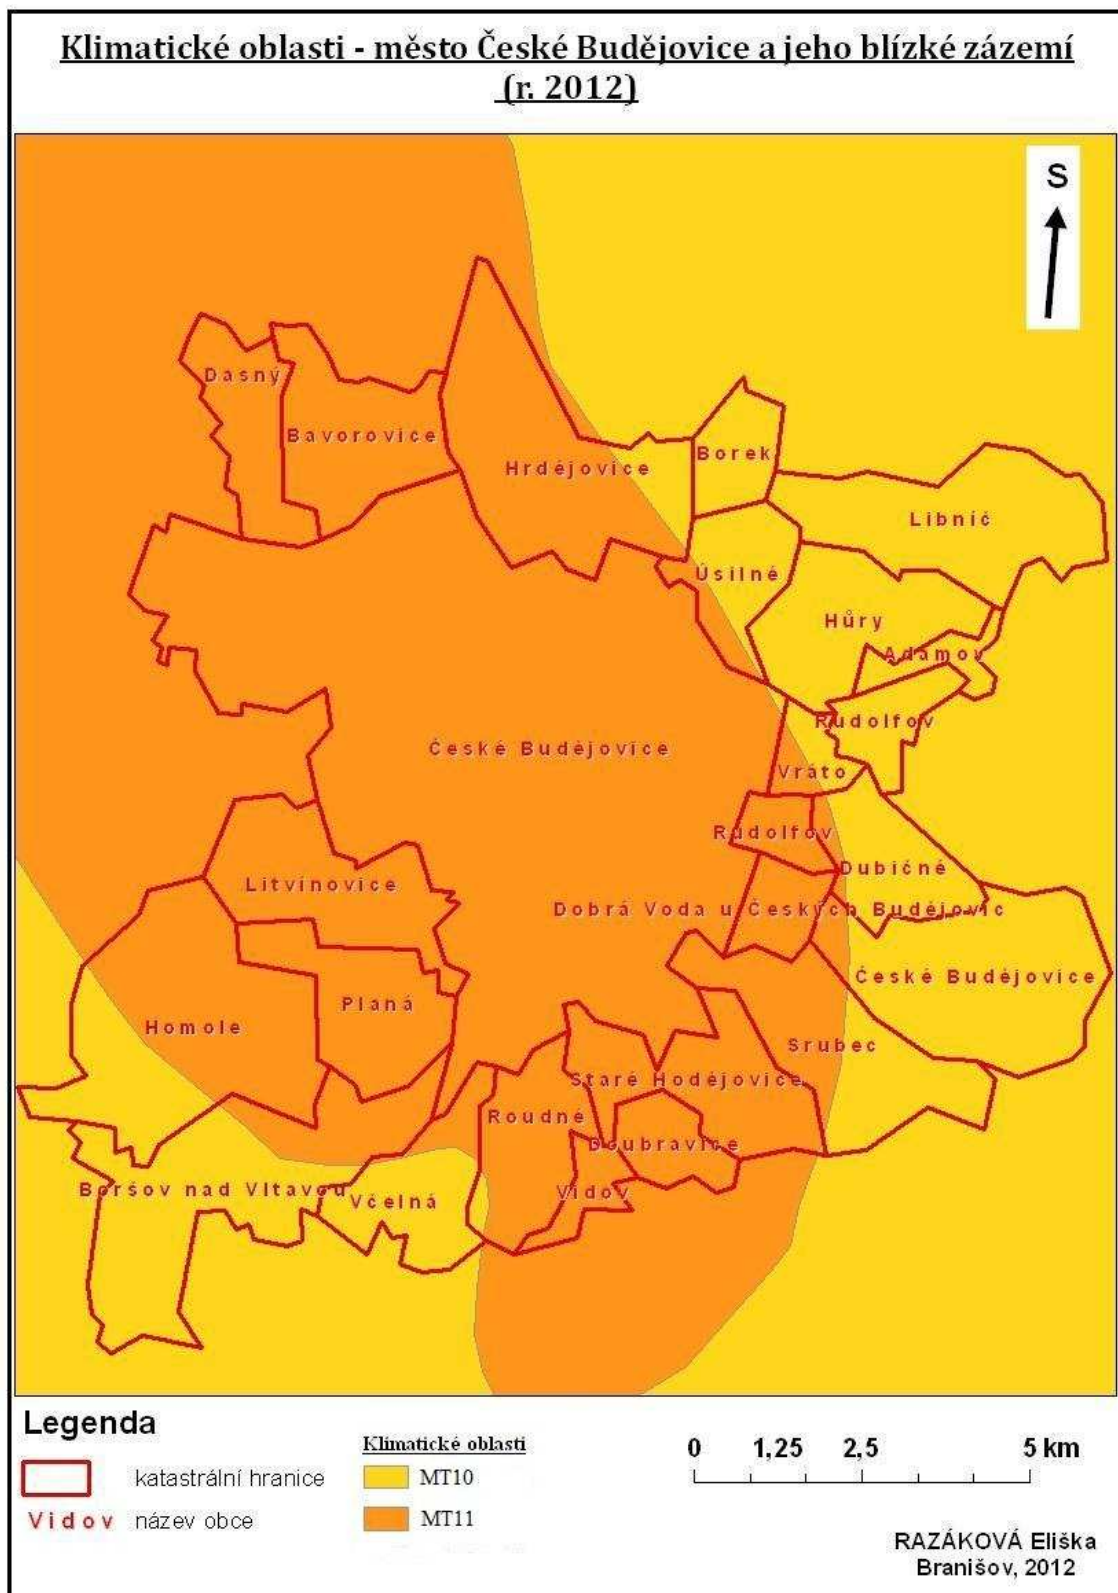 Klimatické oblasti - město České Budějovice a jeho blízké zázemí
(r. 2012)
S
Dasný
Bavorovice
Hrdějovice
Borek
Libníč
Úsilné
Hůry
Adamov
Rudolfov
České Budějovice
Vráto
Rudolfov
Dubičné
Litvínovice
Dobrá Voda u Českých Budějovic
České Budějovice
Planá
Homole
Srubec
Staré Hodějovice
Roudné
Doubravice
Boršov nad Vltavou
Včelná
Vidov
Legenda
katastrální hranice
Vidov název obce
Klimatické oblasti
MT10
MT11
0 1,25 2,5 5 km
RAZÁKOVÁ Eliška
Branišov, 2012